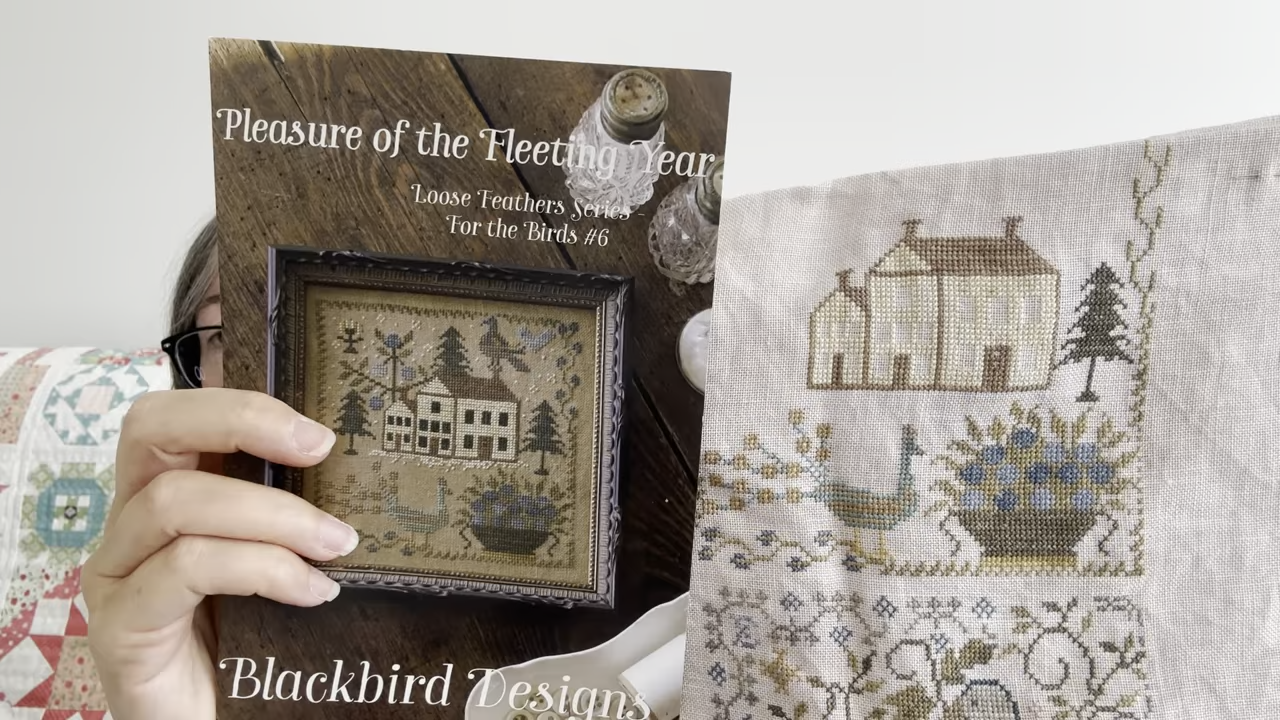 Pleasure of the Fleeting Year
Loose Feathers Series -
For the Birds #6
Blackbird Designs